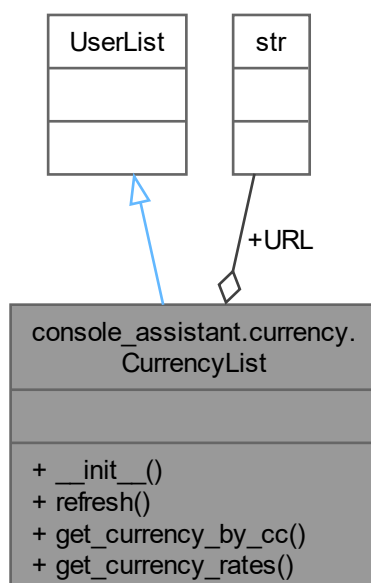 UserList
str
+URL
console_assistant.currency.
CurrencyList
+ __init__()
+ refresh()
+ get_currency_by_cc()
+ get_currency_rates()